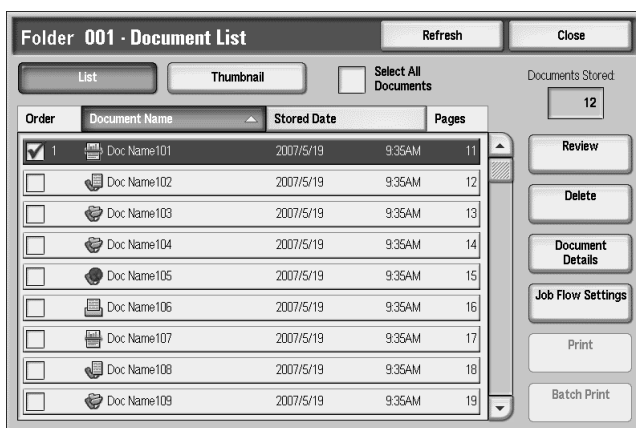 Folder 001 - Document List Refresh Close
List Thumbnail Select All Documents Documents Stored:
12
Order Document Name Stored Date Pages
1 Doc Name101 2007/5/19 9:35AM 11 Review
Doc Name102 2007/5/19 9:35AM 12 Delete
Doc Name103 2007/5/19 9:35AM 13
Doc Name104 2007/5/19 9:35AM 14 Document Details
Doc Name105 2007/5/19 9:35AM 15
Doc Name106 2007/5/19 9:35AM 16 Job Flow Settings
Doc Name107 2007/5/19 9:35AM 17 Print
Doc Name108 2007/5/19 9:35AM 18
Doc Name109 2007/5/19 9:35AM 19 Batch Print